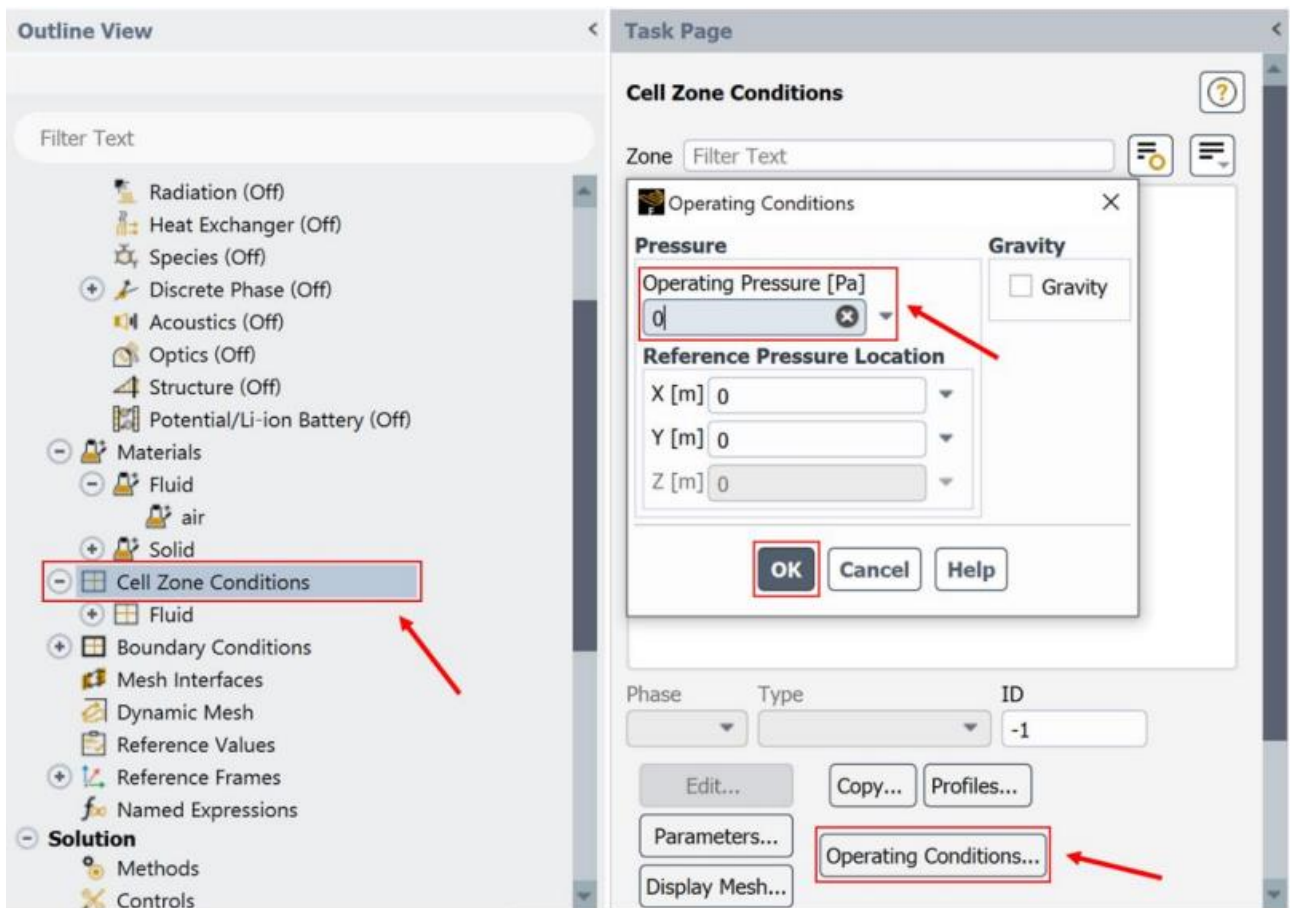 Outline View
Filter Text
Radiation (Off)
Heat Exchanger (Off)
Species (Off)
Discrete Phase (Off)
Acoustics (Off)
Optics (Off)
Structure (Off)
Potential/Li-ion Battery (Off)
Materials
Fluid
air
Solid
Cell Zone Conditions
Fluid
Boundary Conditions
Mesh Interfaces
Dynamic Mesh
Reference Values
Reference Frames
Named Expressions
Solution
Methods
Controls
Task Page
Cell Zone Conditions
Zone Filter Text
Operating Conditions
Pressure
Operating Pressure [Pa]
0
Reference Pressure Location
X [m] 0
Y [m] 0
Z [m] 0
Gravity
Gravity
OK Cancel Help
Phase Type ID
-1
Edit... Copy... Profiles...
Parameters...
Operating Conditions...
Display Mesh...